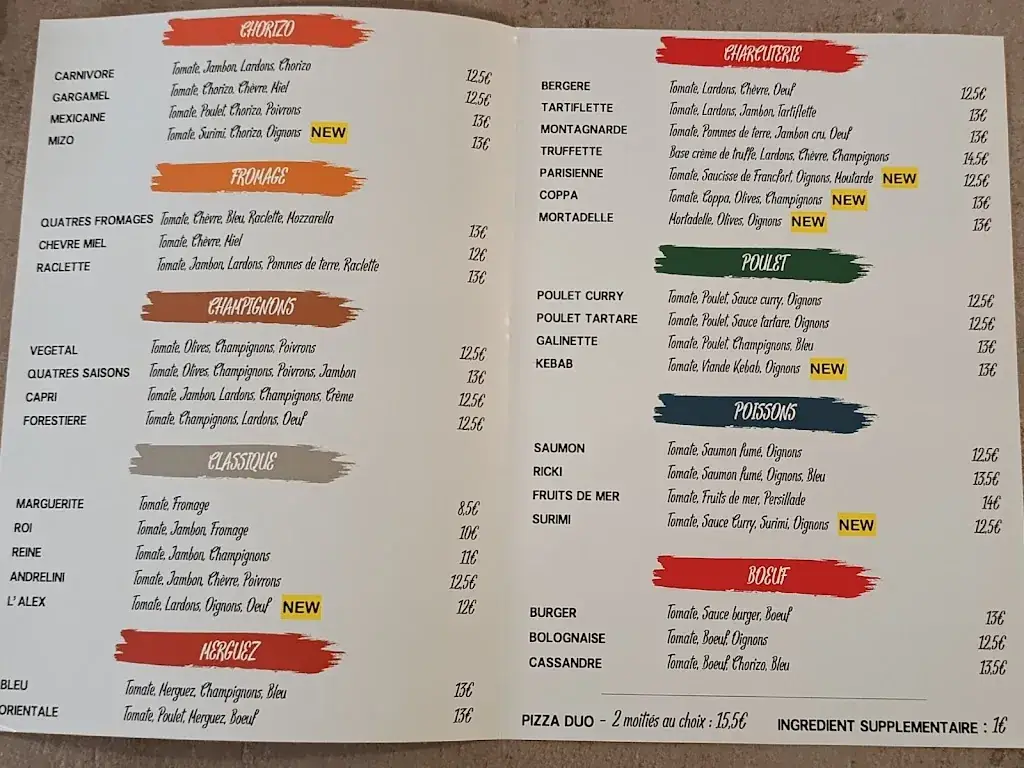 CHORIZO
CARNIVORE Tomate, Jambon, Lardons, Chorizo 12.5€
GARGAMEL Tomate, Chorizo, Chèvre, Miel 12.5€
MEXICAINE Tomate, Poulet, Chorizo, Poivrons 13€
MIZO Tomate, Surimi, Chorizo, Oignons NEW 13€
FROMAGE
QUATRES FROMAGES Tomate, Chèvre, Bleu, Raclette, Mozzarella 13€
CHEVRE MIEL Tomate, Chèvre, Miel 12€
RACLETTE Tomate, Jambon, Lardons, Pommes de terre, Raclette 13€
CHAMPIGNONS
VEGETAL Tomate, Olives, Champignons, Poivrons 12.5€
QUATRES SAISONS Tomate, Olives, Champignons, Poivrons, Jambon 13€
CAPRI Tomate, Jambon, Lardons, Champignons, Crème 12.5€
FORESTIERE Tomate, Champignons, Lardons, Oeuf 12.5€
CLASSIQUE
MARGUERITE Tomate, Fromage 8,5€
ROI Tomate, Jambon, Fromage 10€
REINE Tomate, Jambon, Champignons 11€
ANDRELINI Tomate, Jambon, Chèvre, Poivrons 12,5€
L'ALEX Tomate, Lardons, Oignons, Oeuf NEW 12€
MERGUEZ
BLEU Tomate, Merguez, Champignons, Bleu 13€
ORIENTALE Tomate, Poulet, Merguez, Boeuf 13€
CHARCUTERIE
BERGERE Tomate, Lardons, Chèvre, Oeuf 12.5€
TARTIFLETTE Tomate, Lardons, Jambon, Tartiflette 13€
MONTAGNARDE Tomate, Pommes de terre, Jambon cru, Oeuf 13€
TRUFFETTE Base crème de truffe, Lardons, Chèvre, Champignons 14,5€
PARISIENNE Tomate, Saucisse de Francfort, Oignons, Moutarde NEW 12.5€
COPPA Tomate, Coppa, Olives, Champignons NEW 13€
MORTADELLE Mortadelle, Olives, Oignons NEW 13€
POULET
POULET CURRY Tomate, Poulet, Sauce curry, Oignons 12.5€
POULET TARTARE Tomate, Poulet, Sauce tartare, Oignons 12.5€
GALINETTE Tomate, Poulet, Champignons, Bleu 13€
KEBAB Tomate, Viande Kebab, Oignons NEW 13€
POISSONS
SAUMON Tomate, Saumon fumé, Oignons 12.5€
RICKI Tomate, Saumon fumé, Oignons, Bleu 13.5€
FRUITS DE MER Tomate, Fruits de mer, Persillade 14€
SURIMI Tomate, Sauce Curry, Surimi, Oignons NEW 12.5€
BOEUF
BURGER Tomate, Sauce burger, Boeuf 13€
BOLOGNAISE Tomate, Boeuf, Oignons 12.5€
CASSANDRE Tomate, Boeuf, Chorizo, Bleu 13.5€
PIZZA DUO - 2 moitiés au choix : 15,5€ INGREDIENT SUPPLEMENTAIRE : 1€